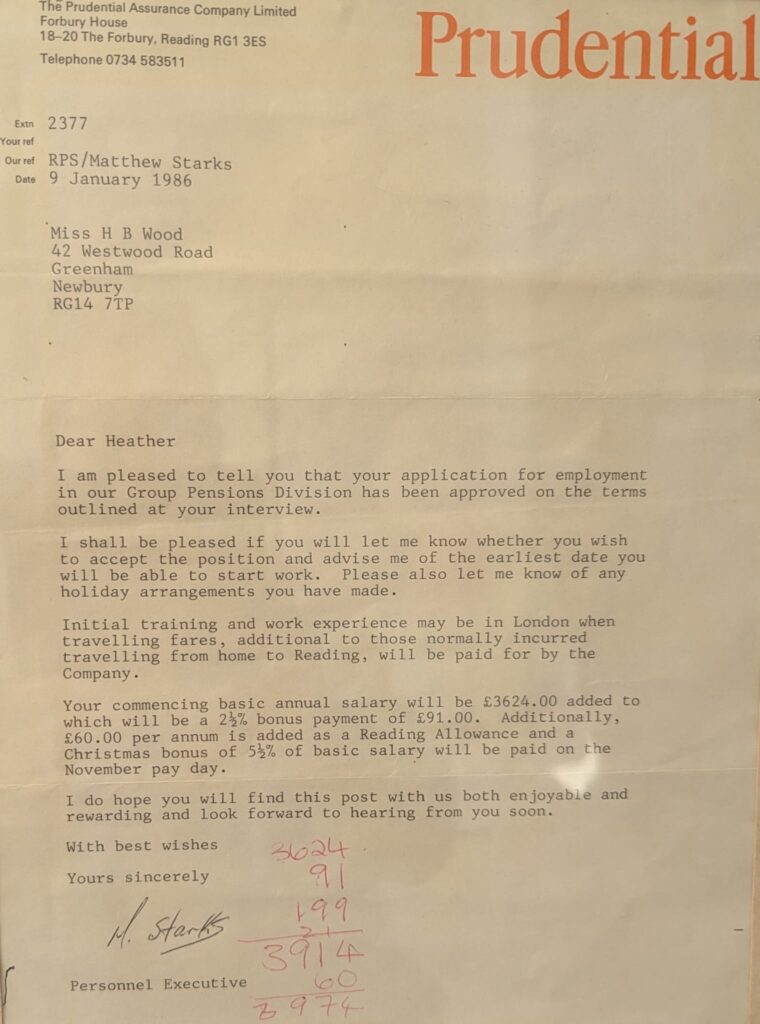 The Prudential Assurance Company Limited
Forbury House
18–20 The Forbury, Reading RG1 3ES
Telephone 0734 583511
Prudential
Extn 2377
Your ref
Our ref RPS/Matthew Starks
Date 9 January 1986
Miss H B Wood
42 Westwood Road
Greenham
Newbury
RG14 7TP
Dear Heather
I am pleased to tell you that your application for employment
in our Group Pensions Division has been approved on the terms
outlined at your interview.
I shall be pleased if you will let me know whether you wish
to accept the position and advise me of the earliest date you
will be able to start work. Please also let me know of any
holiday arrangements you have made.
Initial training and work experience may be in London when
travelling fares, additional to those normally incurred
travelling from home to Reading, will be paid for by the
Company.
Your commencing basic annual salary will be £3624.00 added to
which will be a 2½% bonus payment of £91.00. Additionally,
£60.00 per annum is added as a Reading Allowance and a
Christmas bonus of 5½% of basic salary will be paid on the
November pay day.
I do hope you will find this post with us both enjoyable and
rewarding and look forward to hearing from you soon.
With best wishes
Yours sincerely
M. Starks
Personnel Executive
3624
91
199
21
3914
60
3974